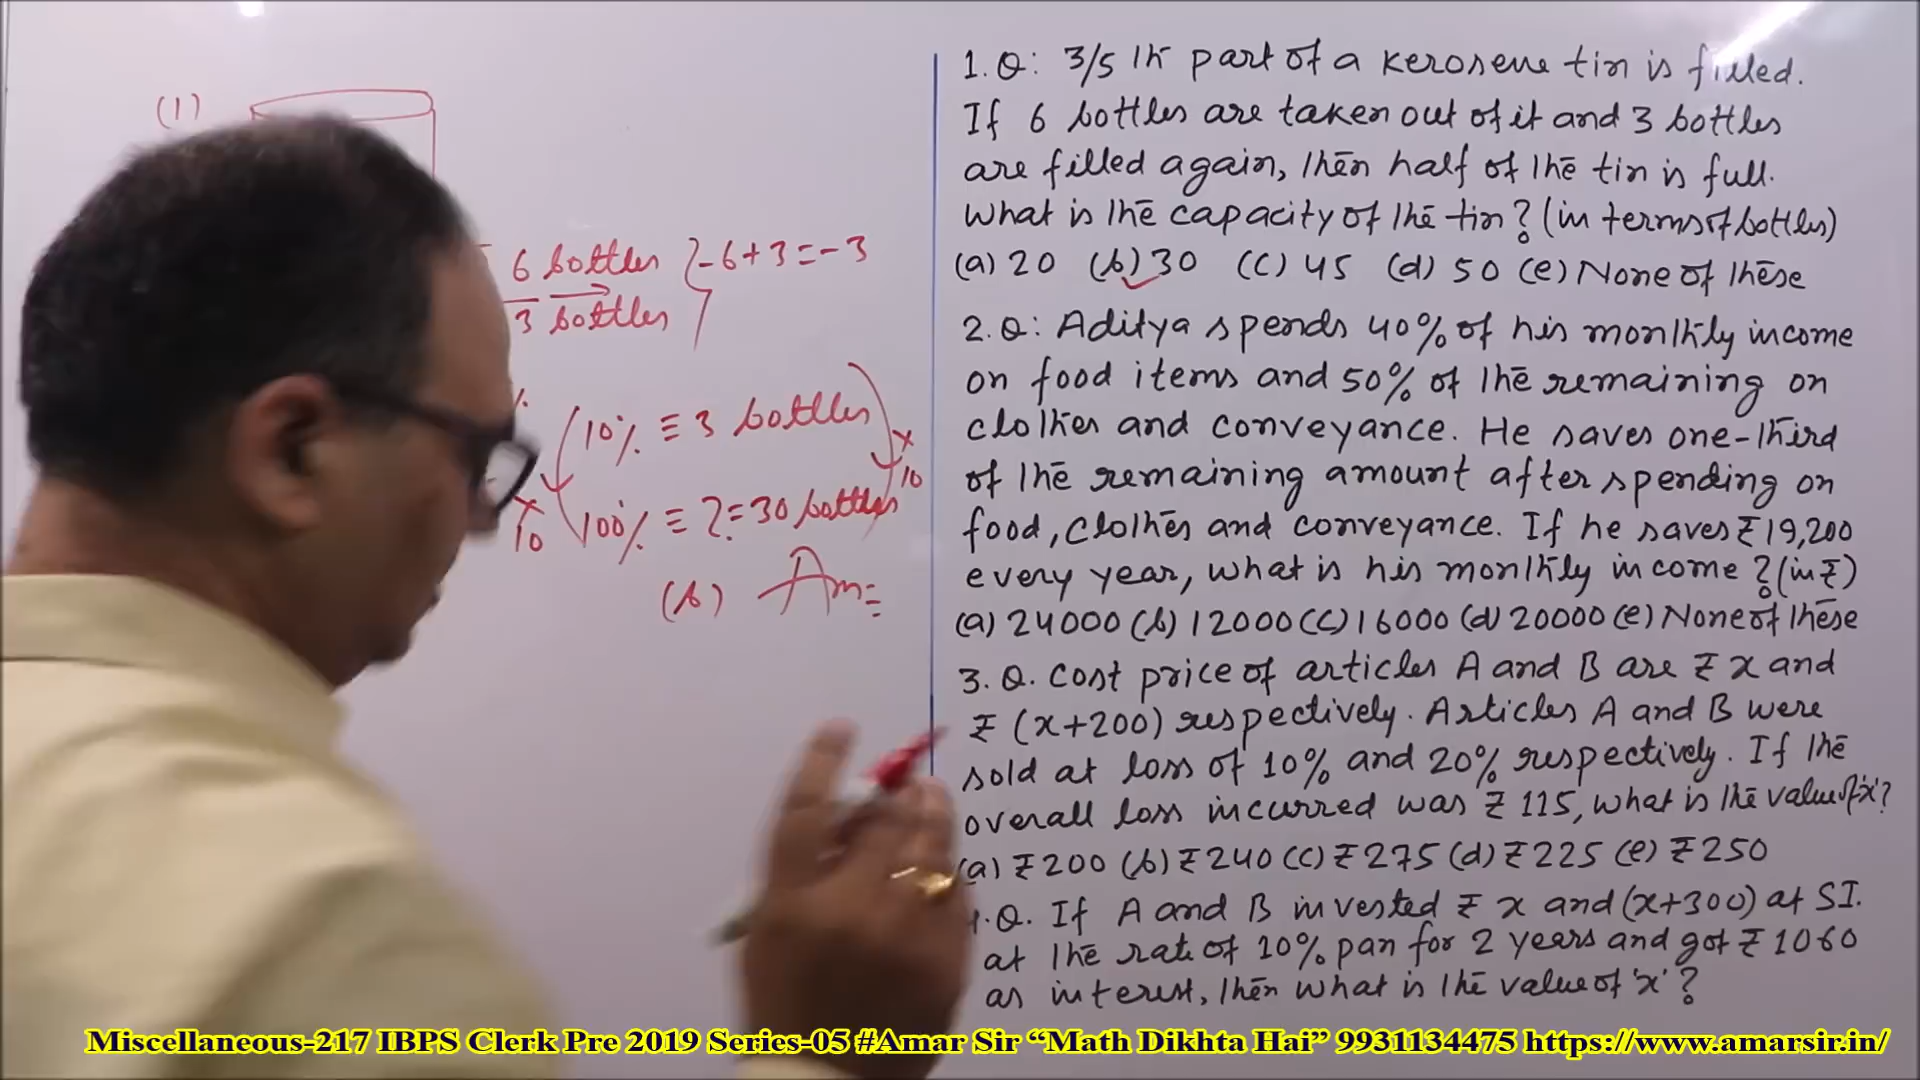 (1)
6 bottles } -6+3=-3
3 bottles
10% ≡ 3 bottles
×
10
100% ≡ ?=30 bottles
×
10
(b) Ans=
1. Q: 3/5 th part of a kerosene tin is filled.
If 6 bottles are taken out of it and 3 bottles
are filled again, then half of the tin is full.
What is the capacity of the tin? (in terms of bottles)
(a) 20 (b) 30 (c) 45 (d) 50 (e) None of these
2. Q: Aditya spends 40% of his monthly income
on food items and 50% of the remaining on
clothes and conveyance. He saves one-third
of the remaining amount after spending on
food, clothes and conveyance. If he saves ₹ 19,200
every year, what is his monthly income? (in ₹)
(a) 24000 (b) 12000 (c) 16000 (d) 20000 (e) None of these
3. Q. Cost price of articles A and B are ₹ x and
₹ (x+200) respectively. Articles A and B were
sold at loss of 10% and 20% respectively. If the
overall loss incurred was ₹ 115, what is the value of 'x'?
(a) ₹200 (b) ₹240 (c) ₹275 (d) ₹225 (e) ₹250
Q. If A and B invested ₹ x and (x+300) at SI.
at the rate of 10% pan for 2 years and got ₹ 1060
as interest, then what is the value of 'x'?
Miscellaneous-217 IBPS Clerk Pre 2019 Series-05 #Amar Sir “Math Dikhta Hai” 9931134475 https://www.amarsir.in/